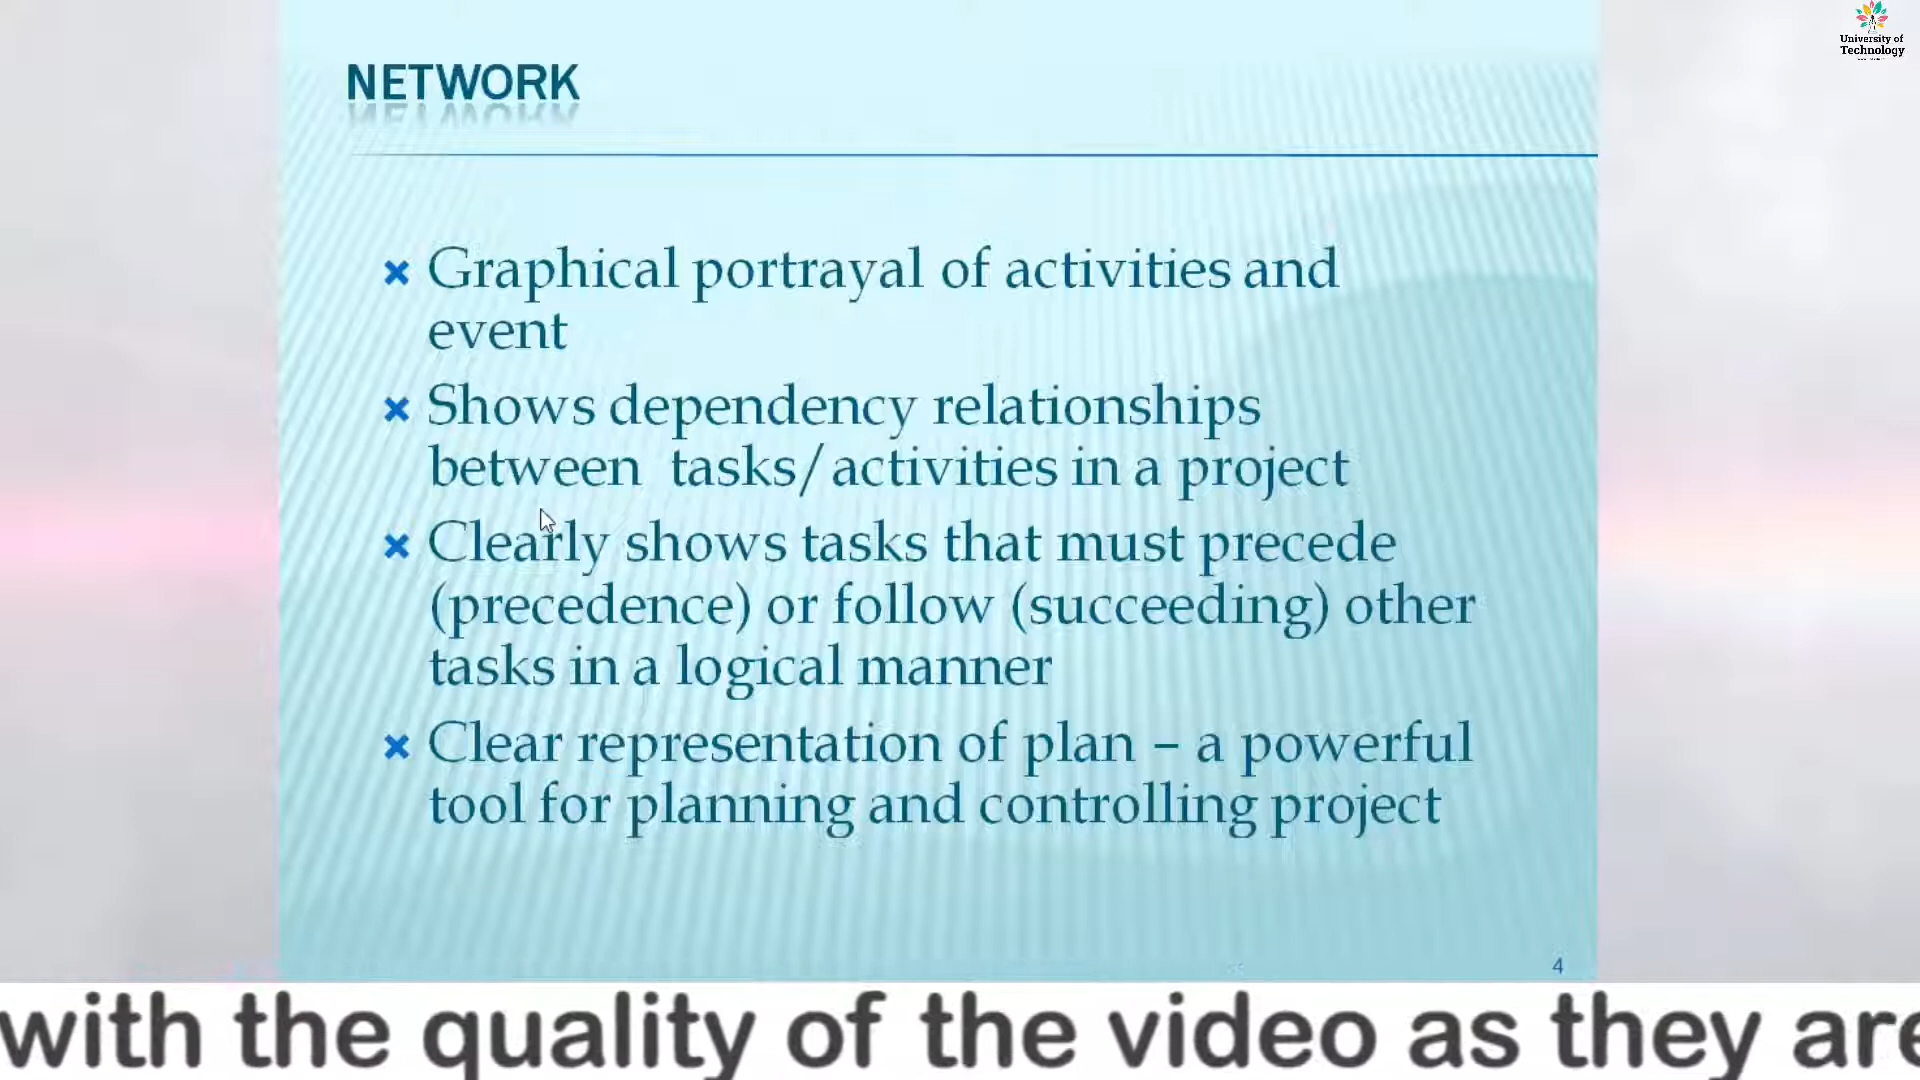 University of
Technology
NETWORK
Graphical portrayal of activities and
event
Shows dependency relationships
between tasks/activities in a project
Clearly shows tasks that must precede
(precedence) or follow (succeeding) other
tasks in a logical manner
Clear representation of plan – a powerful
tool for planning and controlling project
4
with the quality of the video as they are